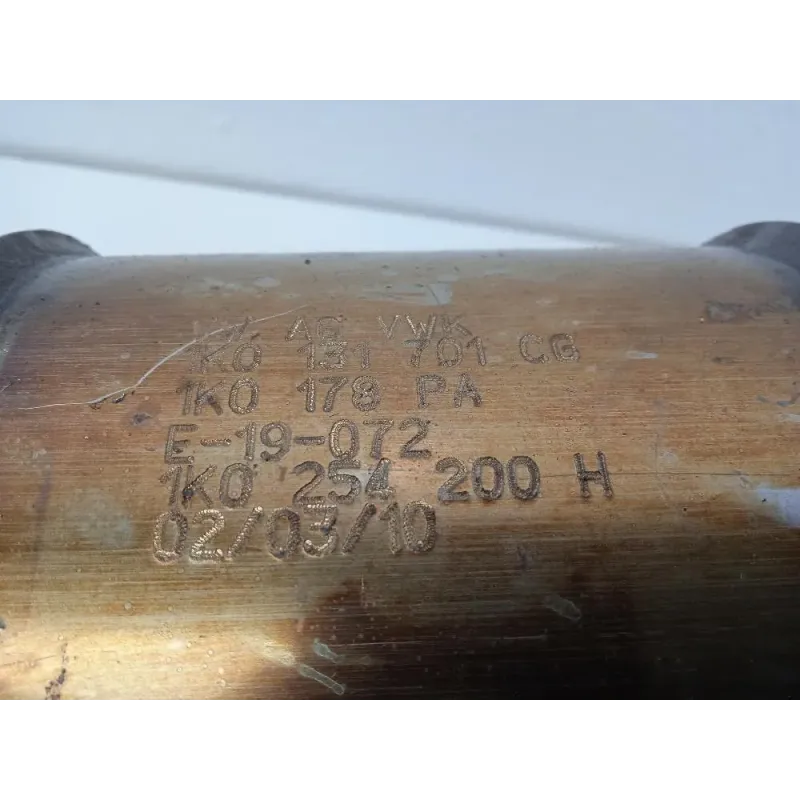 AG VWK
1K0 131 701 CG
1K0 178 PA
E-19-072
1K0 254 200 H
02/03/10